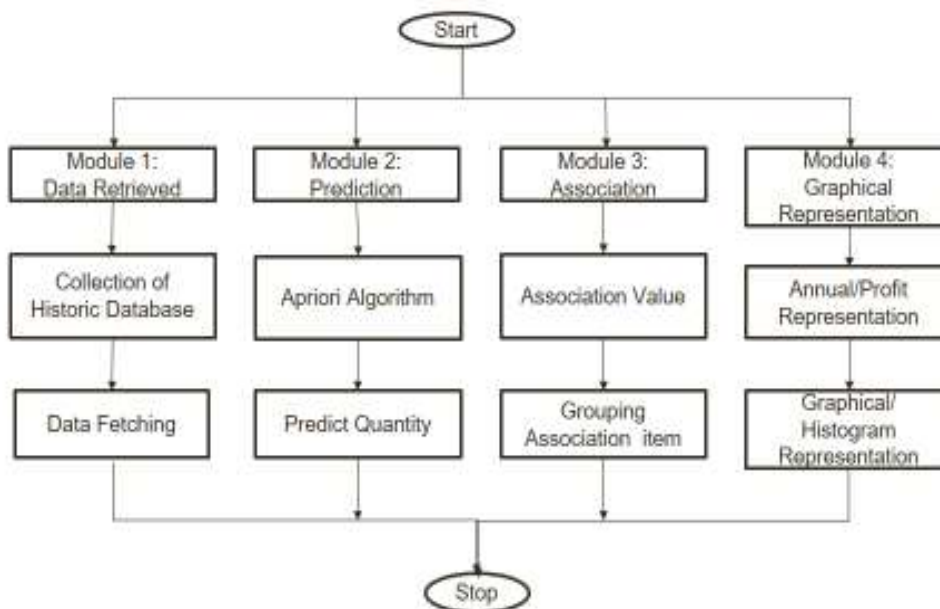 Start
Module 1:
Data Retrieved
Module 2:
Prediction
Module 3:
Association
Module 4:
Graphical
Representation
Collection of
Historic Database
Apriori Algorithm
Association Value
Annual/Profit
Representation
Data Fetching
Predict Quantity
Grouping
Association item
Graphical/
Histogram
Representation
Stop